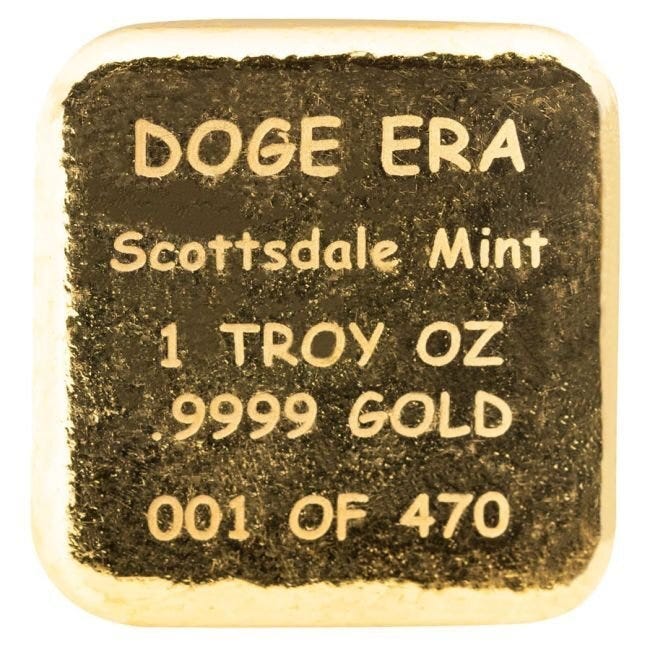 DOGE ERA
Scottsdale Mint
1 TROY OZ
.9999 GOLD
001 OF 470